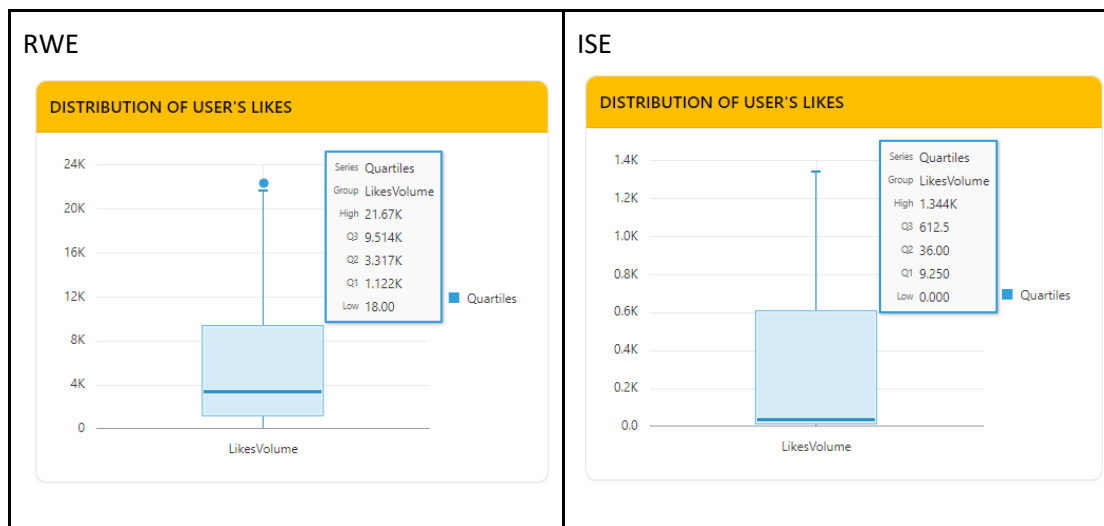 RWE
DISTRIBUTION OF USER'S LIKES
24K
20K
16K
12K
8K
4K
0
LikesVolume
Series Quartiles
Group LikesVolume
High 21.67K
Q3 9.514K
Q2 3.317K
Q1 1.122K
Low 18.00
Quartiles
ISE
DISTRIBUTION OF USER'S LIKES
1.4K
1.2K
1.0K
0.8K
0.6K
0.4K
0.2K
0.0
LikesVolume
Series Quartiles
Group LikesVolume
High 1.344K
Q3 612.5
Q2 36.00
Q1 9.250
Low 0.000
Quartiles